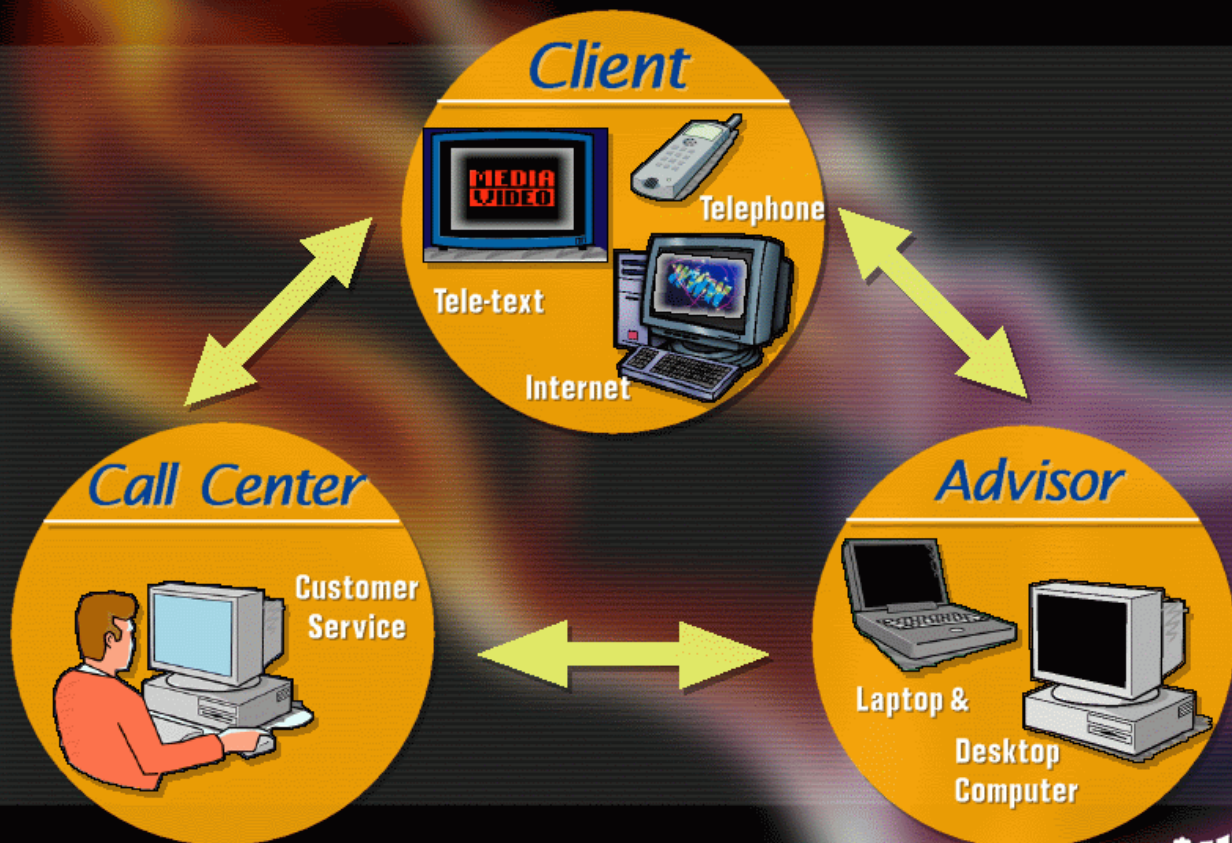 Client
MEDIA
VIDEO
Telephone
Tele-text
Internet
Call Center
Customer
Service
Advisor
Laptop &
Desktop
Computer